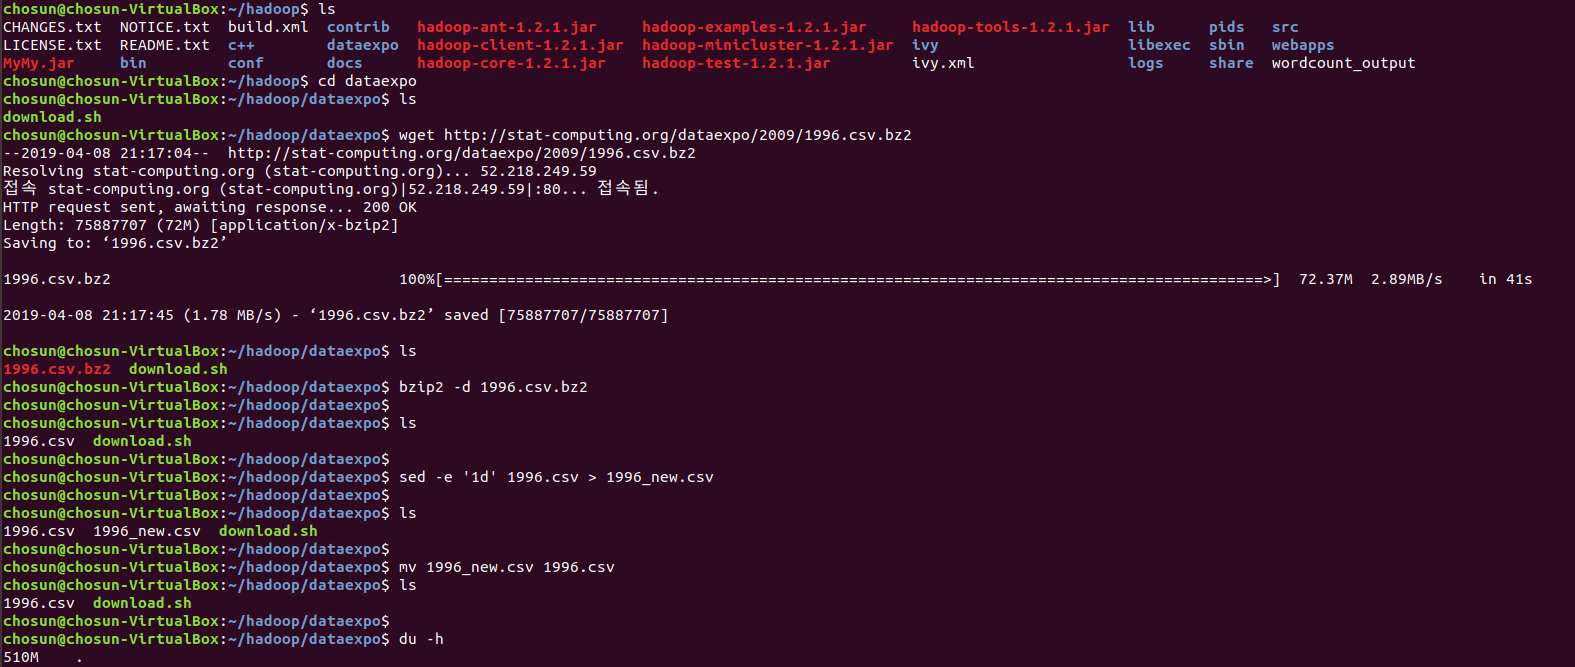 chosun@chosun-VirtualBox:~/hadoop$ ls
CHANGES.txt  NOTICE.txt  build.xml  contrib   hadoop-ant-1.2.1.jar     hadoop-examples-1.2.1.jar     hadoop-tools-1.2.1.jar  lib      pids   src
LICENSE.txt  README.txt  c++        dataexpo  hadoop-client-1.2.1.jar  hadoop-minicluster-1.2.1.jar  ivy                     libexec  sbin   webapps
MyMy.jar     bin         conf       docs      hadoop-core-1.2.1.jar    hadoop-test-1.2.1.jar         ivy.xml                 logs     share  wordcount_output
chosun@chosun-VirtualBox:~/hadoop$ cd dataexpo
chosun@chosun-VirtualBox:~/hadoop/dataexpo$ ls
download.sh
chosun@chosun-VirtualBox:~/hadoop/dataexpo$ wget http://stat-computing.org/dataexpo/2009/1996.csv.bz2
--2019-04-08 21:17:04--  http://stat-computing.org/dataexpo/2009/1996.csv.bz2
Resolving stat-computing.org (stat-computing.org)... 52.218.249.59
접속 stat-computing.org (stat-computing.org)|52.218.249.59|:80... 접속됨.
HTTP request sent, awaiting response... 200 OK
Length: 75887707 (72M) [application/x-bzip2]
Saving to: ‘1996.csv.bz2’
1996.csv.bz2                                100%[===========================================================================================>]  72.37M  2.89MB/s    in 41s
2019-04-08 21:17:45 (1.78 MB/s) - ‘1996.csv.bz2’ saved [75887707/75887707]
chosun@chosun-VirtualBox:~/hadoop/dataexpo$ ls
1996.csv.bz2  download.sh
chosun@chosun-VirtualBox:~/hadoop/dataexpo$ bzip2 -d 1996.csv.bz2
chosun@chosun-VirtualBox:~/hadoop/dataexpo$
chosun@chosun-VirtualBox:~/hadoop/dataexpo$ ls
1996.csv  download.sh
chosun@chosun-VirtualBox:~/hadoop/dataexpo$
chosun@chosun-VirtualBox:~/hadoop/dataexpo$ sed -e '1d' 1996.csv > 1996_new.csv
chosun@chosun-VirtualBox:~/hadoop/dataexpo$
chosun@chosun-VirtualBox:~/hadoop/dataexpo$ ls
1996.csv  1996_new.csv  download.sh
chosun@chosun-VirtualBox:~/hadoop/dataexpo$
chosun@chosun-VirtualBox:~/hadoop/dataexpo$ mv 1996_new.csv 1996.csv
chosun@chosun-VirtualBox:~/hadoop/dataexpo$ ls
1996.csv  download.sh
chosun@chosun-VirtualBox:~/hadoop/dataexpo$
chosun@chosun-VirtualBox:~/hadoop/dataexpo$ du -h
510M    .